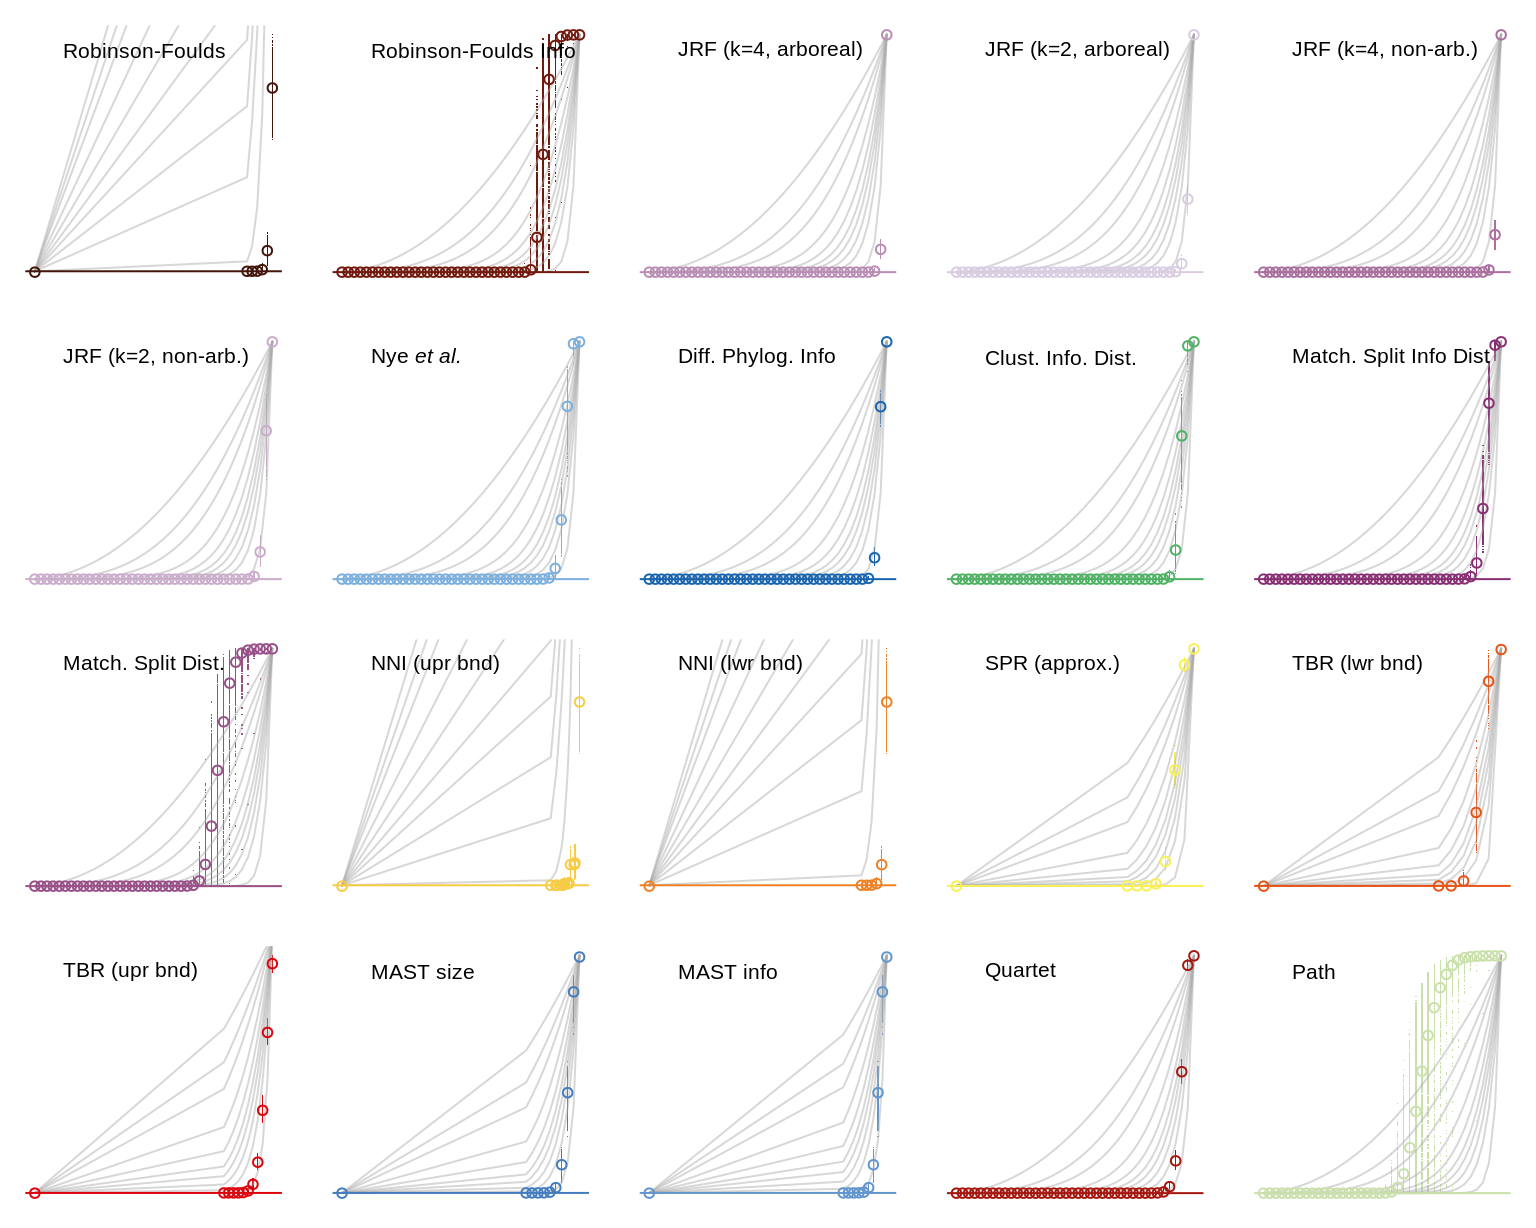 Robinson-Foulds
Robinson-Foulds Info
JRF (k=4, arboreal)
JRF (k=2, arboreal)
JRF (k=4, non-arb.)
JRF (k=2, non-arb.)
Nye et al.
Diff. Phylog. Info
Clust. Info. Dist.
Match. Split Info Dist.
Match. Split Dist.
NNI (upr bnd)
NNI (lwr bnd)
SPR (approx.)
TBR (lwr bnd)
TBR (upr bnd)
MAST size
MAST info
Quartet
Path